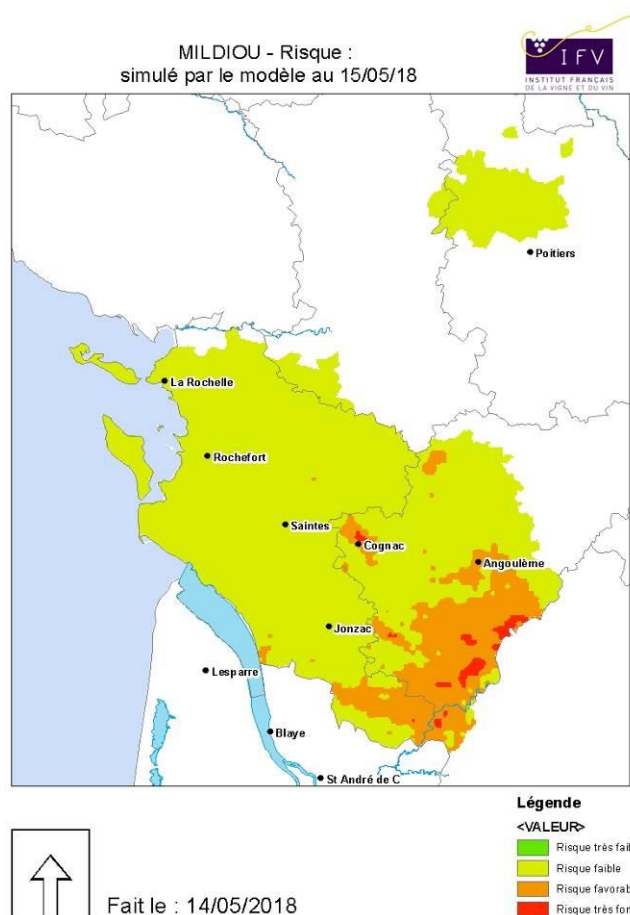 MILDIOU - Risque :
simulé par le modèle au 15/05/18
IFV
INSTITUT FRANÇAIS
DE LA VIGNE ET DU VIN
Poitiers
La Rochelle
Rochefort
Saintes
Cognac
Angoulême
Jonzac
Lesparre
Blaye
St André de C
Légende
<VALEUR>
Risque très faib
Risque faible
Risque favorab
Risque très for
Fait le : 14/05/2018